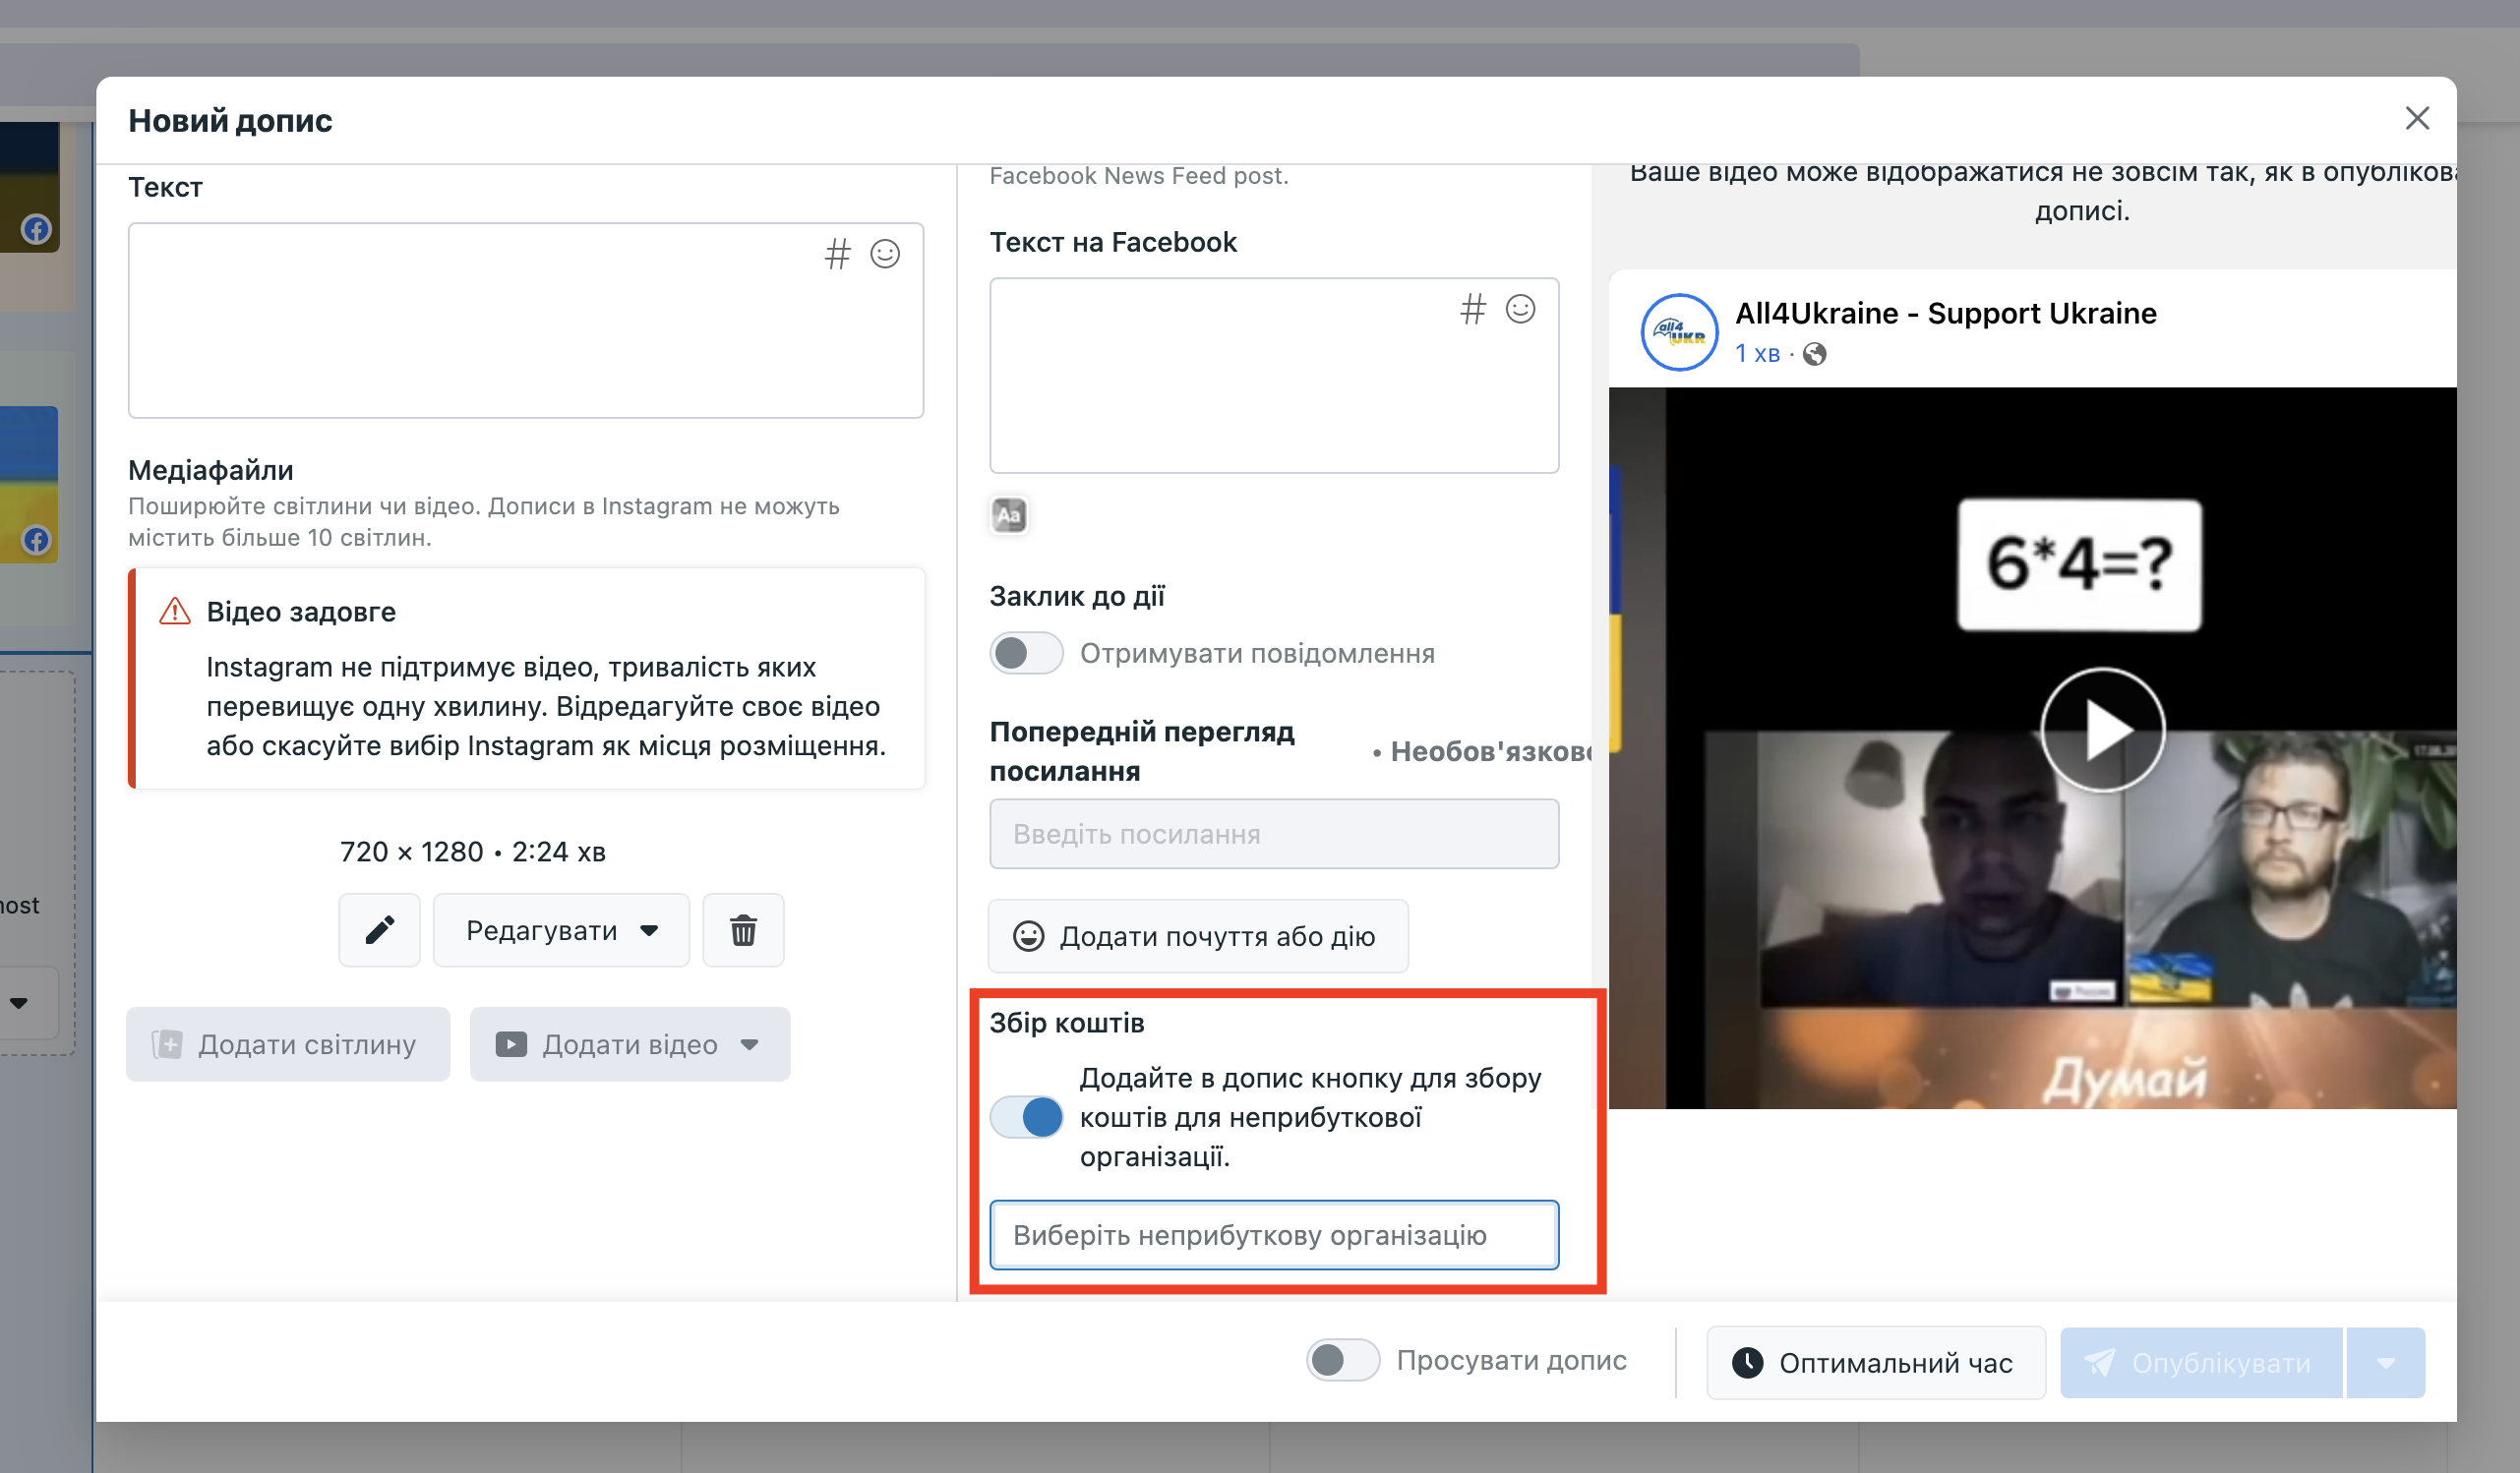 Новий допис
Текст
Медіафайли
Поширюйте світлини чи відео. Дописи в Instagram не можуть
містить більше 10 світлин.
Відео задовге
Instagram не підтримує відео, тривалість яких
перевищує одну хвилину. Відредагуйте своє відео
або скасуйте вибір Instagram як місця розміщення.
720 × 1280 • 2:24 хв
Редагувати
Додати світлину
Додати відео
Facebook News Feed post.
Текст на Facebook
Aa
Заклик до дії
Отримувати повідомлення
Попередній перегляд
посилання
• Необов'язково
Введіть посилання
Додати почуття або дію
Збір коштів
Додайте в допис кнопку для збору
коштів для неприбуткової
організації.
Виберіть неприбуткову організацію
Ваше відео може відображатися не зовсім так, як в опубліков
дописі.
all4
UKR
All4Ukraine - Support Ukraine
1 хв ·
6*4=?
Думай
Просувати допис
Оптимальний час
Опублікувати